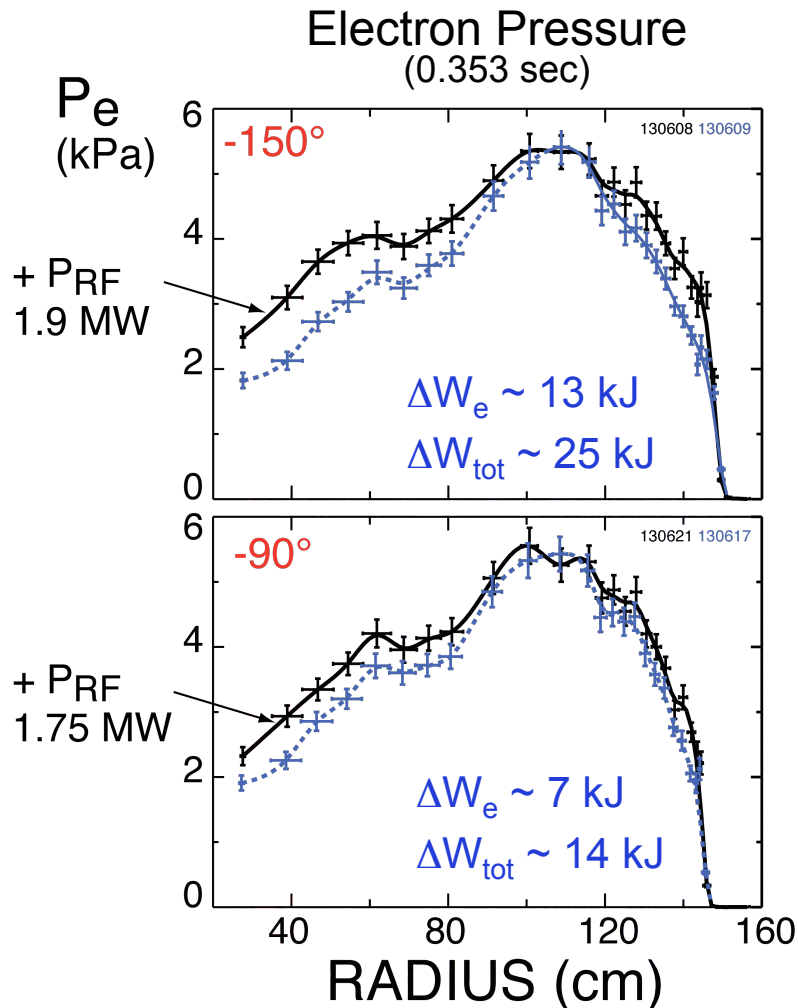 Electron Pressure
(0.353 sec)
Pe
(kPa)
6
-150°
130608 130609
4
+ PRF
1.9 MW
2
ΔWe ~ 13 kJ
ΔWtot ~ 25 kJ
0
6
-90°
130621 130617
4
+ PRF
1.75 MW
2
ΔWe ~ 7 kJ
ΔWtot ~ 14 kJ
0
40 80 120 160
RADIUS (cm)